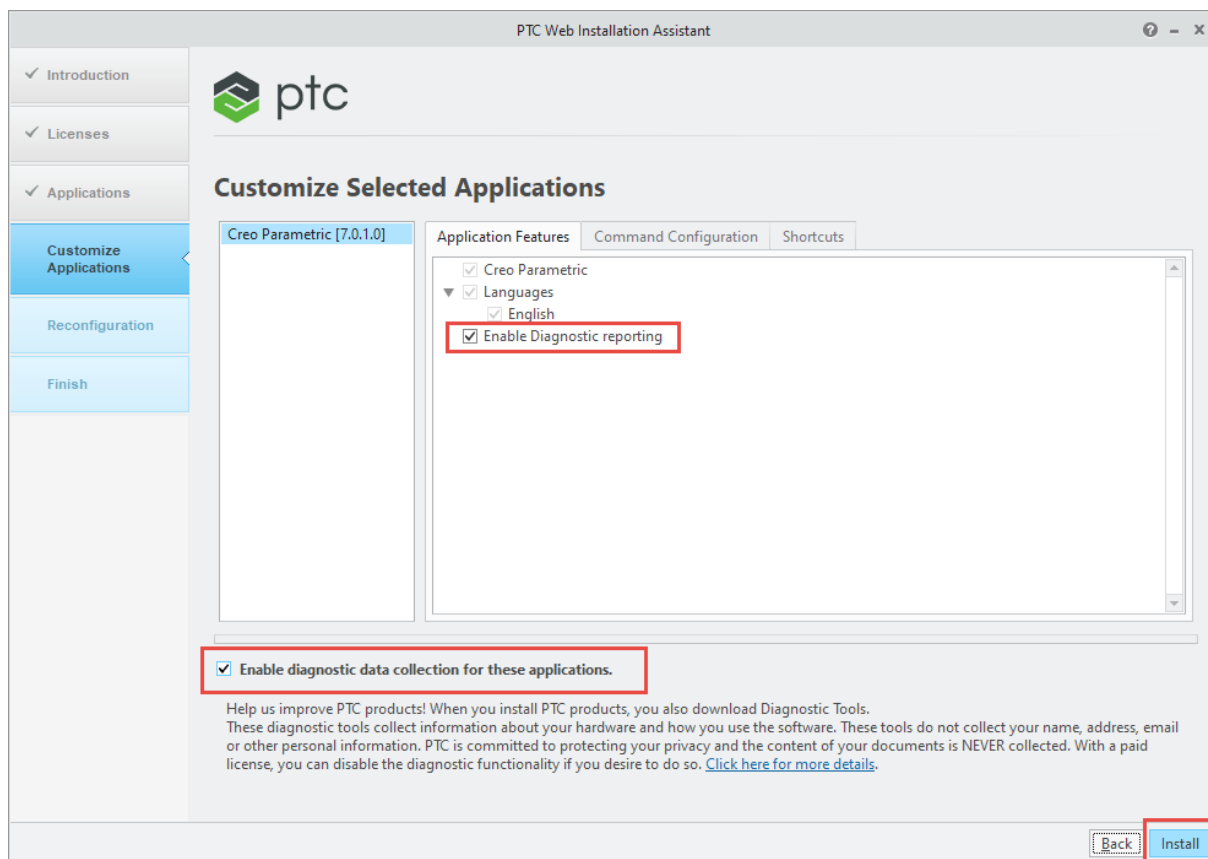 PTC Web Installation Assistant
Introduction
Licenses
Applications
Customize
Applications
Reconfiguration
Finish
ptc
Customize Selected Applications
Creo Parametric [7.0.1.0]
Application Features
Command Configuration
Shortcuts
Creo Parametric
Languages
English
Enable Diagnostic reporting
Enable diagnostic data collection for these applications.
Help us improve PTC products! When you install PTC products, you also download Diagnostic Tools.
These diagnostic tools collect information about your hardware and how you use the software. These tools do not collect your name, address, email
or other personal information. PTC is committed to protecting your privacy and the content of your documents is NEVER collected. With a paid
license, you can disable the diagnostic functionality if you desire to do so. Click here for more details.
Back
Install